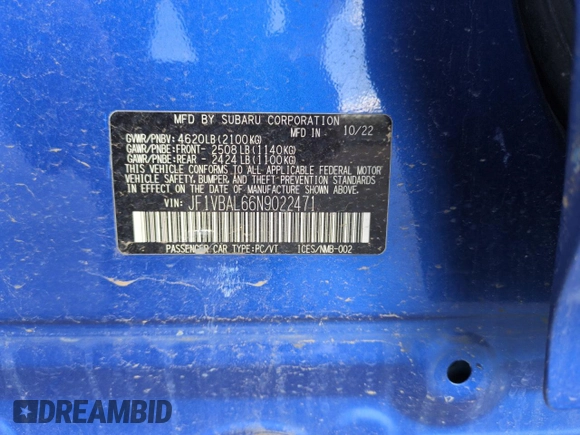 MFD BY SUBARU CORPORATION
MFD IN 10/22
GVWR/PNBV: 4620LB(2100KG)
GAWR/PNBE:FRONT- 2508LB(1140KG)
GAWR/PNBE:REAR - 2424LB(1100KG)
THIS VEHICLE CONFORMS TO ALL APPLICABLE FEDERAL MOTOR
VEHICLE SAFETY, BUMPER, AND THEFT PREVENTION STANDARDS
IN EFFECT ON THE DATE OF MANUFACTURE SHOWN ABOVE.
VIN: JF1VBAL66N9022471
PASSENGER CAR TYPE:PC/VT ICES/NMB-002
DREAMBID